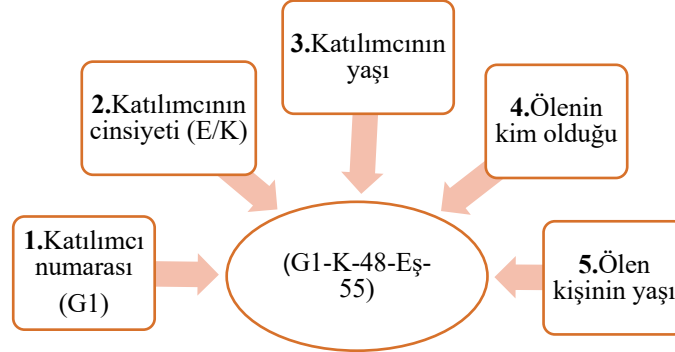 1.Katılımcı
numarası
(G1)
2.Katılımcının
cinsiyeti (E/K)
3.Katılımcının
yaşı
4.Ölenin
kim olduğu
5.Ölen
kişinin yaşı
(G1-K-48-Eş-
55)